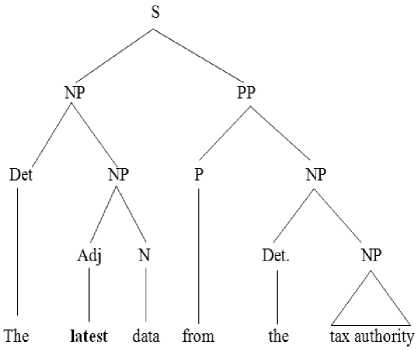 S
NP PP
Det NP P NP
Adj N Det. NP
The latest data from the tax authority